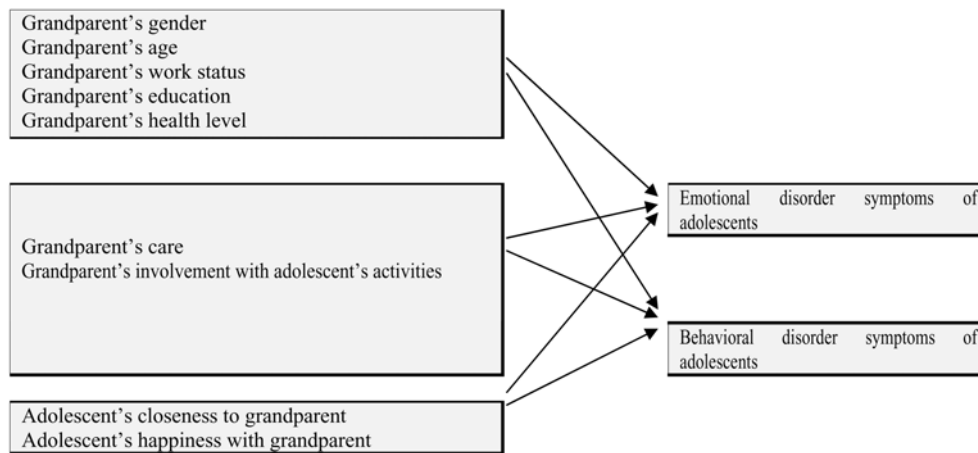 Grandparent’s gender
Grandparent’s age
Grandparent’s work status
Grandparent’s education
Grandparent’s health level
Grandparent’s care
Grandparent’s involvement with adolescent’s activities
Adolescent’s closeness to grandparent
Adolescent’s happiness with grandparent
Emotional disorder symptoms of
adolescents
Behavioral disorder symptoms of
adolescents